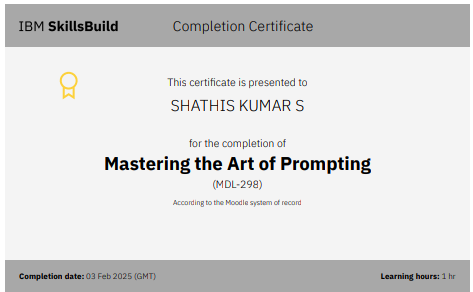 IBM SkillsBuild
Completion Certificate
This certificate is presented to
SHATHIS KUMAR S
for the completion of
Mastering the Art of Prompting
(MDL-298)
According to the Moodle system of record
Completion date: 03 Feb 2025 (GMT)
Learning hours: 1 hr